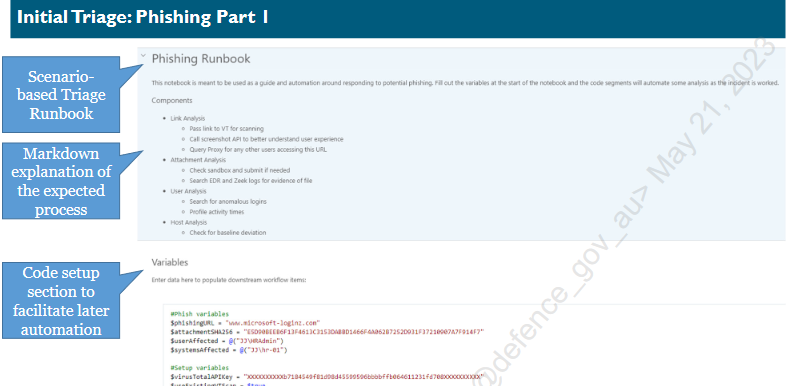 Initial Triage: Phishing Part 1
Scenario-
based Triage
Runbook
Phishing Runbook
This notebook is meant to be used as a guide and automation around responding to potential phishing. Fill out the variables at the start of the notebook and the code segments will automate some analysis as the incident is worked.
Components
Link Analysis
Pass link to VT for scanning
Call screenshot API to better understand user experience
Query Proxy for any other users accessing this URL
Attachment Analysis
Check sandbox and submit if needed
Search EDR and Zeek logs for evidence of file
User Analysis
Search for anomalous logins
Profile activity times
Host Analysis
Check for baseline deviation
Markdown
explanation of
the expected
process
Variables
Enter data here to populate downstream workflow items:
Code setup
section to
facilitate later
automation
#Phish variables
$phishingURL = "www.microsoft-loginz.com"
$attachmentSHA256 =
$userAffected = @("JJ\HRAdmin")
$systemsAffected = @("JJ\hr-01")
#Setup variables
$virusTotalAPIKey =
@defence_gov_au> May 21, 2023